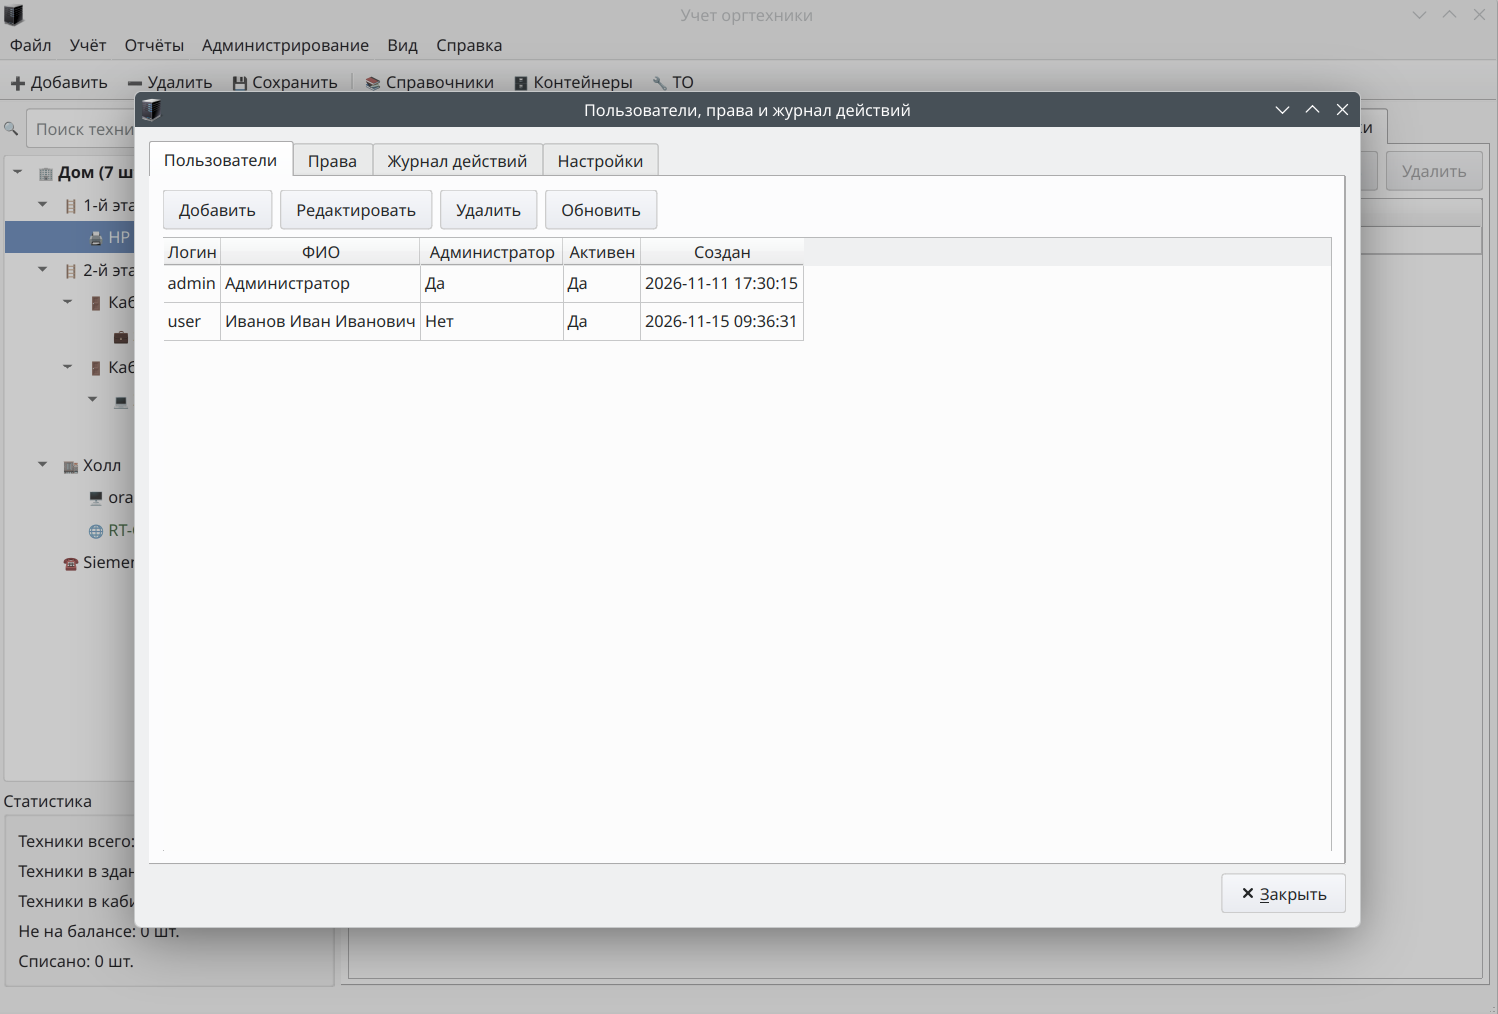 Учет оргтехники
Файл Учёт Отчёты Администрирование Вид Справка
Добавить Удалить Сохранить Справочники Контейнеры ТО
Пользователи, права и журнал действий
Поиск техни
Пользователи Права Журнал действий Настройки
Удалить
Добавить Редактировать Удалить Обновить
Логин ФИО Администратор Активен Создан
admin Администратор Да Да 2026-11-11 17:30:15
user Иванов Иван Иванович Нет Да 2026-11-15 09:36:31
Дом (7 ш
1-й эта
HP
2-й эта
Каб
Каб
Холл
ora
RT-
Siemen
Статистика
Техники всего:
Техники в здан
Техники в каби
Не на балансе: 0 шт.
Списано: 0 шт.
Закрыть